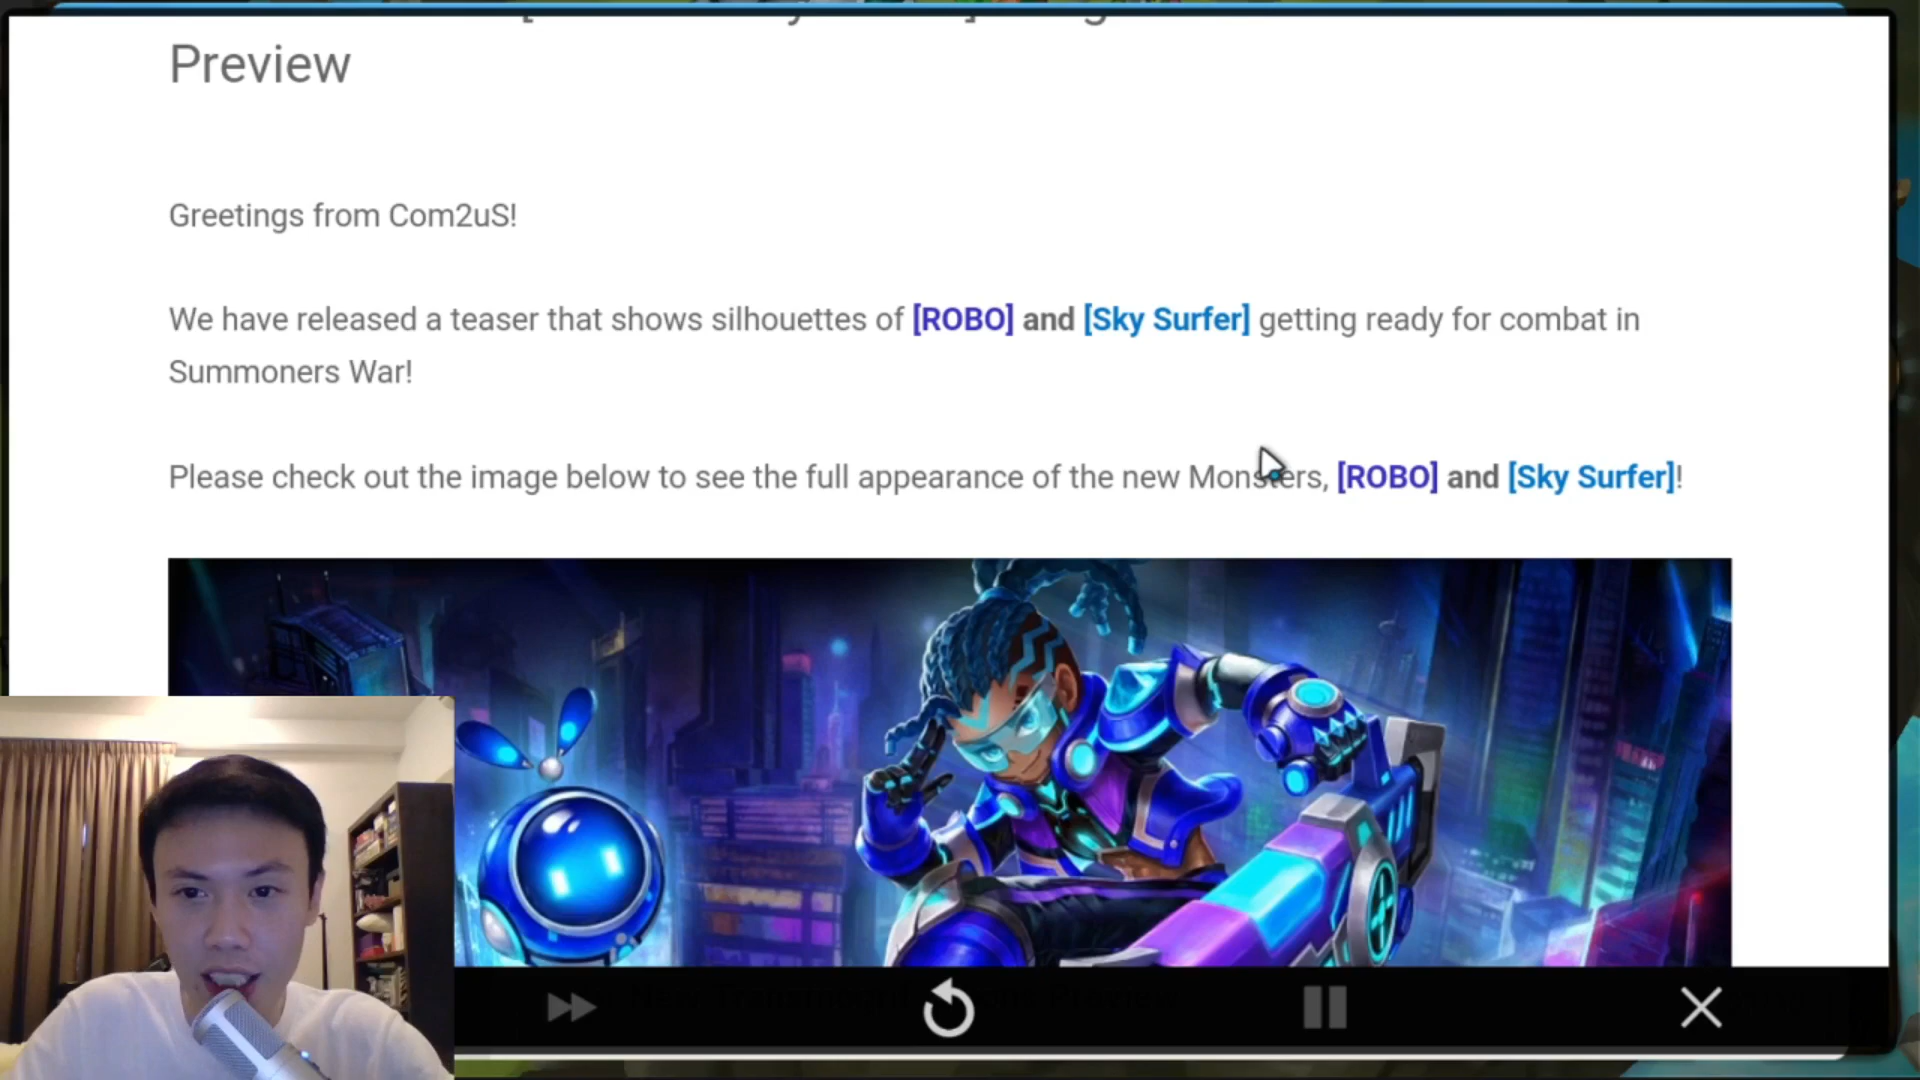 Preview
Greetings from Com2uS!
We have released a teaser that shows silhouettes of [ROBO] and [Sky Surfer] getting ready for combat in
Summoners War!
Please check out the image below to see the full appearance of the new Monsters, [ROBO] and [Sky Surfer]!